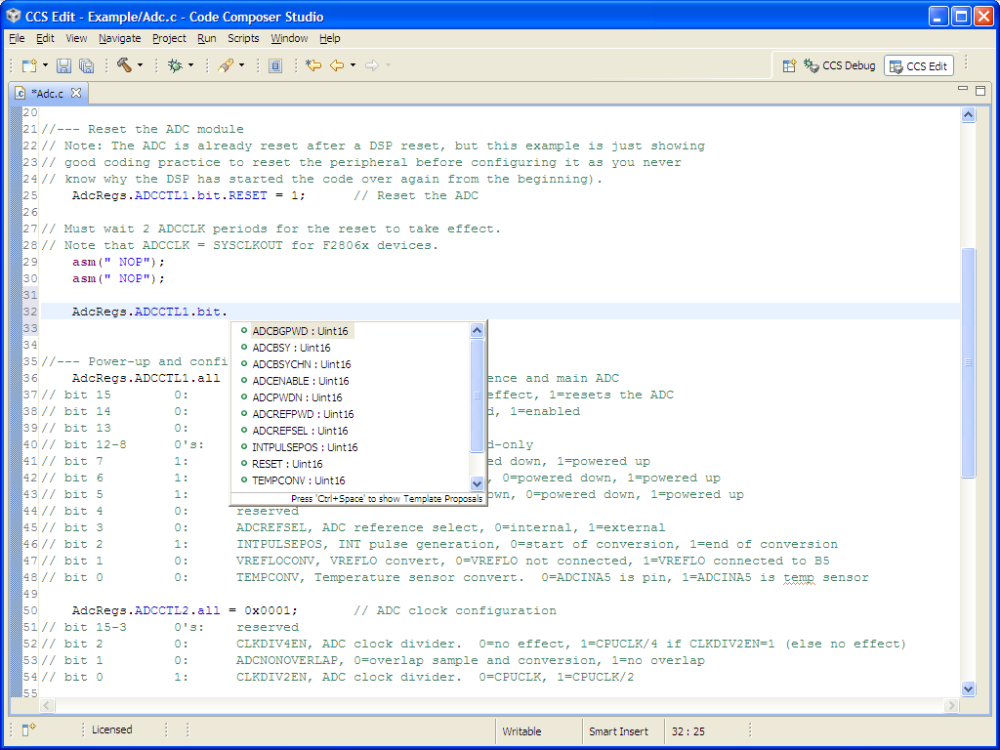 CCS Edit - Example/Adc.c - Code Composer Studio
File Edit View Navigate Project Run Scripts Window Help
CCS Debug CCS Edit
*Adc.c
20
21 //--- Reset the ADC module
22 // Note: The ADC is already reset after a DSP reset, but this example is just showing
23 // good coding practice to reset the peripheral before configuring it as you never
24 // know why the DSP has started the code over again from the beginning).
25 AdcRegs.ADCCTL1.bit.RESET = 1; // Reset the ADC
26
27 // Must wait 2 ADCCLK periods for the reset to take effect.
28 // Note that ADCCLK = SYSCLKOUT for F2806x devices.
29 asm(" NOP");
30 asm(" NOP");
31
32 AdcRegs.ADCCTL1.bit.
33
34
35 //--- Power-up and confi
36 AdcRegs.ADCCTL1.all ence and main ADC
37 // bit 15 0: effect, 1=resets the ADC
38 // bit 14 0: d, 1=enabled
39 // bit 13 0:
40 // bit 12-8 0's: d-only
41 // bit 7 1: ed down, 1=powered up
42 // bit 6 1: , 0=powered down, 1=powered up
43 // bit 5 1: own, 0=powered down, 1=powered up
44 // bit 4 0: reserved
45 // bit 3 0: ADCREFSEL, ADC reference select, 0=internal, 1=external
46 // bit 2 1: INTPULSEPOS, INT pulse generation, 0=start of conversion, 1=end of conversion
47 // bit 1 0: VREFLOCONV, VREFLO convert, 0=VREFLO not connected, 1=VREFLO connected to B5
48 // bit 0 0: TEMPCONV, Temperature sensor convert. 0=ADCINA5 is pin, 1=ADCINA5 is temp sensor
49
50 AdcRegs.ADCCTL2.all = 0x0001; // ADC clock configuration
51 // bit 15-3 0's: reserved
52 // bit 2 0: CLKDIV4EN, ADC clock divider. 0=no effect, 1=CPUCLK/4 if CLKDIV2EN=1 (else no effect)
53 // bit 1 0: ADCNONOVERLAP, 0=overlap sample and conversion, 1=no overlap
54 // bit 0 1: CLKDIV2EN, ADC clock divider. 0=CPUCLK, 1=CPUCLK/2
55
ADCBGPWD : Uint16
ADCBSY : Uint16
ADCBSYCHN : Uint16
ADCENABLE : Uint16
ADCPWDN : Uint16
ADCREFPWD : Uint16
ADCREFSEL : Uint16
INTPULSEPOS : Uint16
RESET : Uint16
TEMPCONV : Uint16
Press 'Ctrl+Space' to show Template Proposals
Licensed Writable Smart Insert 32 : 25